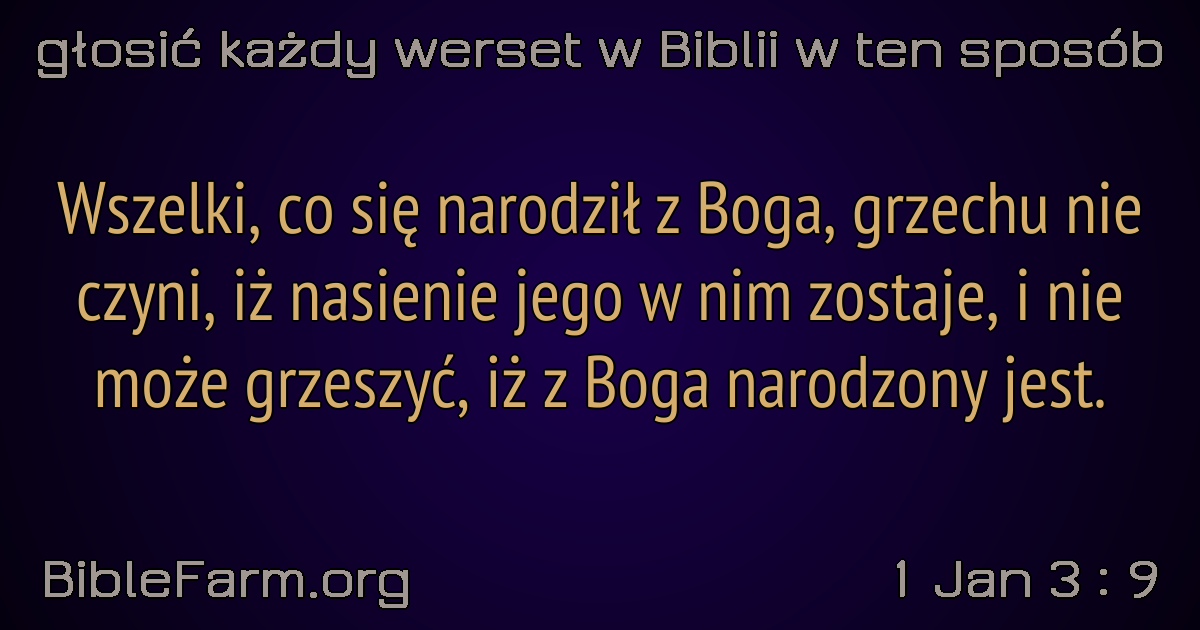 głosić każdy werset w Biblii w ten sposób
Wszelki, co się narodził z Boga, grzechu nie
czyni, iż nasienie jego w nim zostaje, i nie
może grzeszyć, iż z Boga narodzony jest.
BibleFarm.org
1 Jan 3 : 9